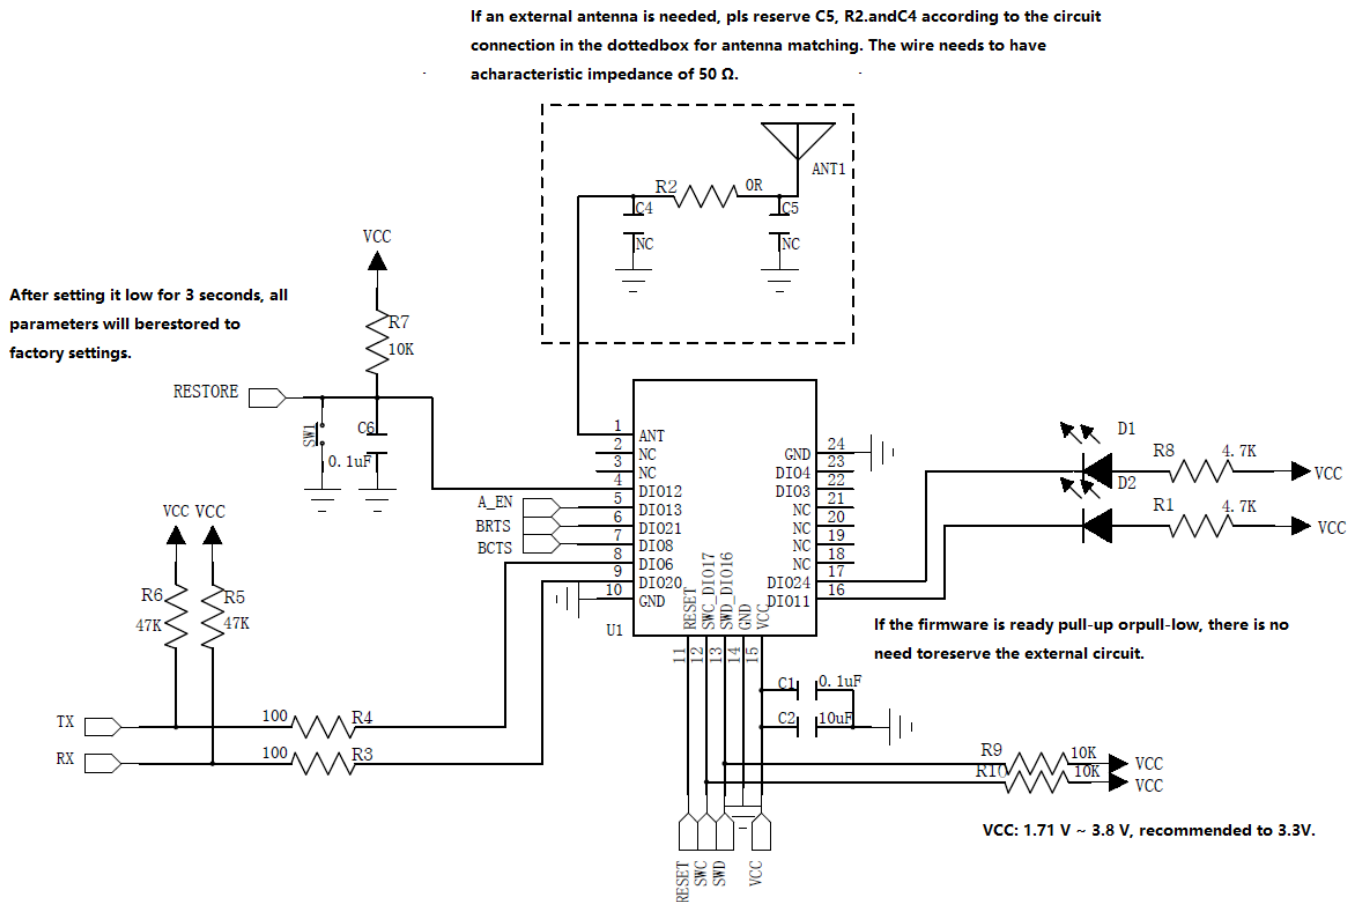 If an external antenna is needed, pls reserve C5, R2.andC4 according to the circuit
connection in the dottedbox for antenna matching. The wire needs to have
acharacteristic impedance of 50 Ω.
ANT1
R2
0R
C4
C5
NC
NC
VCC
After setting it low for 3 seconds, all
parameters will berestored to
factory settings.
R7
10K
RESTORE
SW1
C6
0.1uF
1
ANT
2
NC
3
NC
4
DIO12
A_EN
5
DIO13
BRTS
6
DIO21
BCTS
7
DIO8
8
DIO6
9
DIO20
10
GND
U1
24
GND
23
DIO4
22
DIO3
21
NC
20
NC
19
NC
18
NC
17
DIO24
16
DIO11
RESET
SWC_DIO17
SWD_DIO16
GND
VCC
11
12
13
14
15
D1
R8
4.7K
VCC
D2
R1
4.7K
VCC
VCC
VCC
R6
47K
R5
47K
If the firmware is ready pull-up orpull-low, there is no
need toreserve the external circuit.
C1
0.1uF
C2
10uF
TX
100
R4
RX
100
R3
R9
10K
VCC
R10
10K
VCC
VCC: 1.71 V ~ 3.8 V, recommended to 3.3V.
RESET
SWC
SWD
VCC